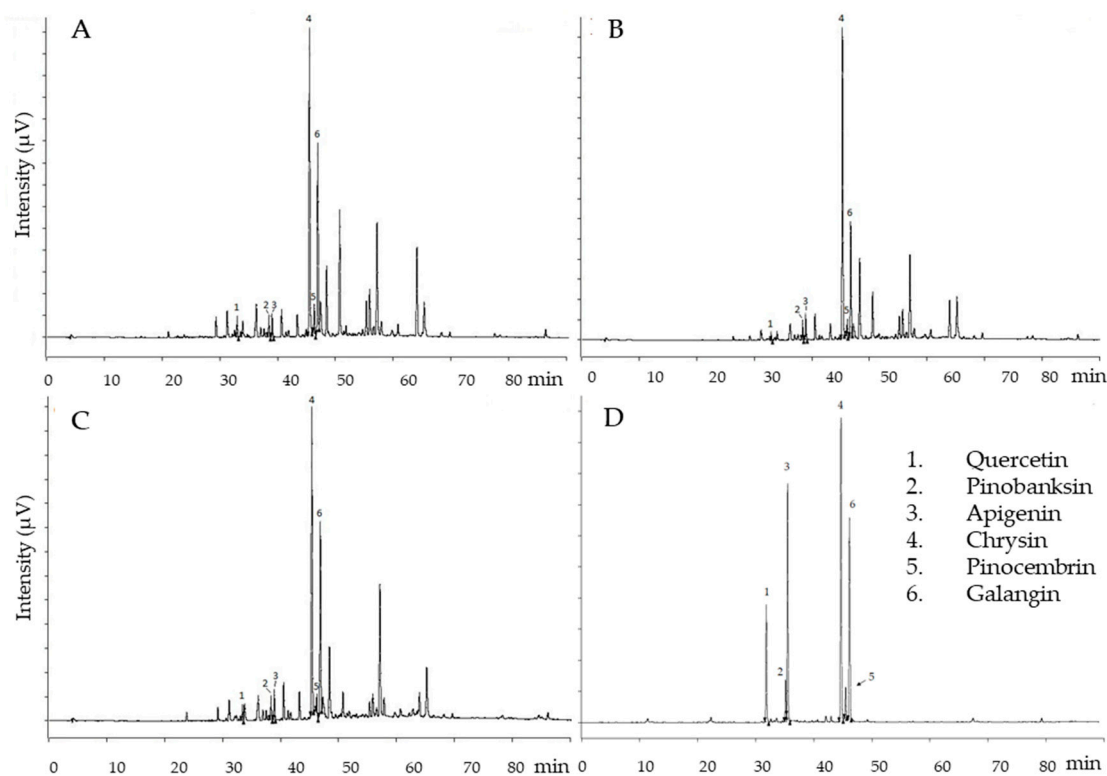 A
Intensity (µV)
4
6
5
1
2
3
0 10 20 30 40 50 60 70 80 min
B
4
6
5
1
2
3
0 10 20 30 40 50 60 70 80 min
C
Intensity (µV)
4
6
5
1
2
3
0 10 20 30 40 50 60 70 80 min
D
4
3
6
1
2
5
1. Quercetin
2. Pinobanksin
3. Apigenin
4. Chrysin
5. Pinocembrin
6. Galangin
0 10 20 30 40 50 60 70 80 min